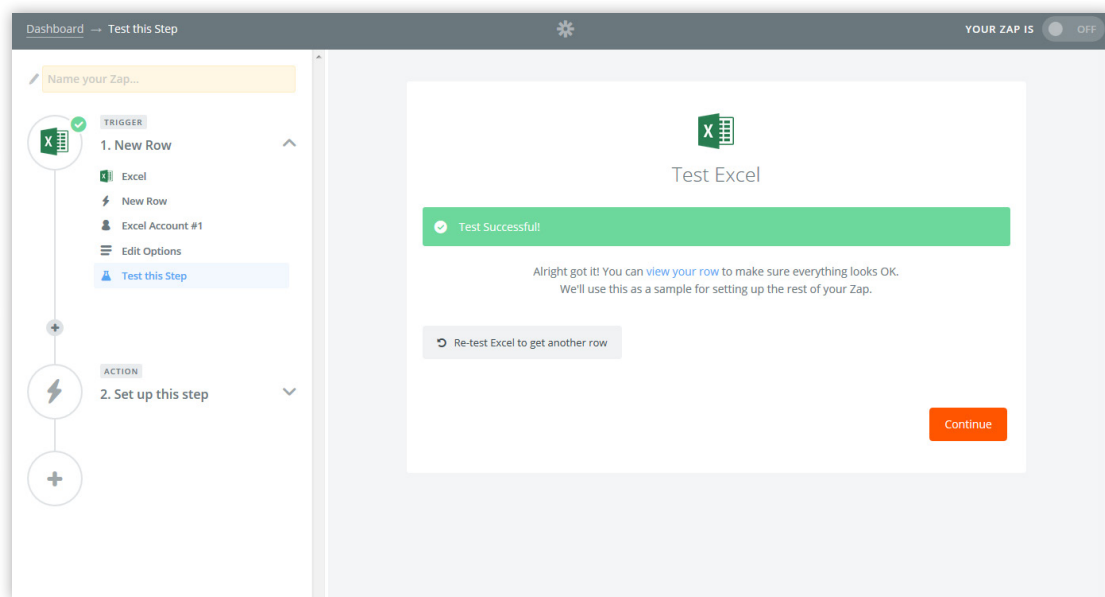 Dashboard → Test this Step
YOUR ZAP IS OFF
Name your Zap...
TRIGGER
1. New Row
Excel
New Row
Excel Account #1
Edit Options
Test this Step
ACTION
2. Set up this step
Test Excel
Test Successful!
Alright got it! You can view your row to make sure everything looks OK.
We'll use this as a sample for setting up the rest of your Zap.
Re-test Excel to get another row
Continue